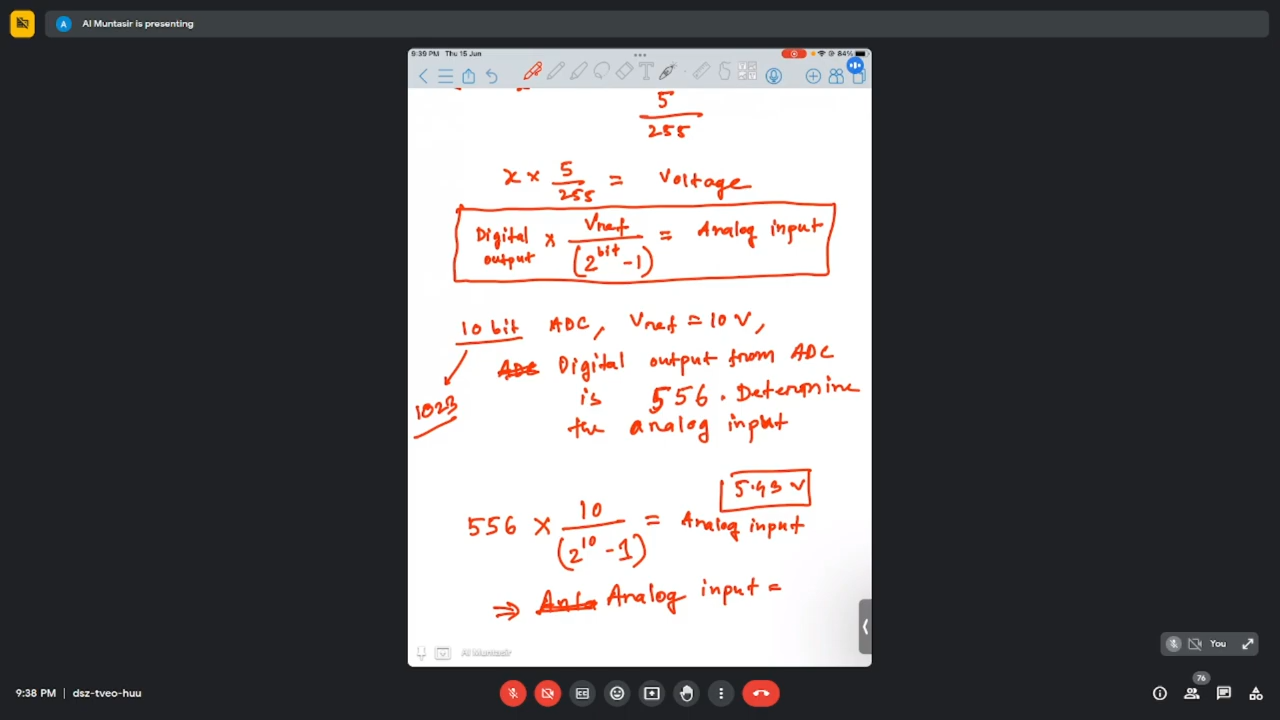 Al Muntasir is presenting
9:39 PM Thu 15 Jun
84%
5
255
x × 5/255 = Voltage
Digital output × Vref/(2^bit - 1) = Analog input
10 bit ADC, Vref = 10 V,
Digital output from ADC
1023
is 556. Determine
the analog input
5.43 V
556 × 10/(2^10 - 1) = Analog input
⇒ Analog input =
Al Muntasir
You
9:38 PM | dsz-tveo-huu
76